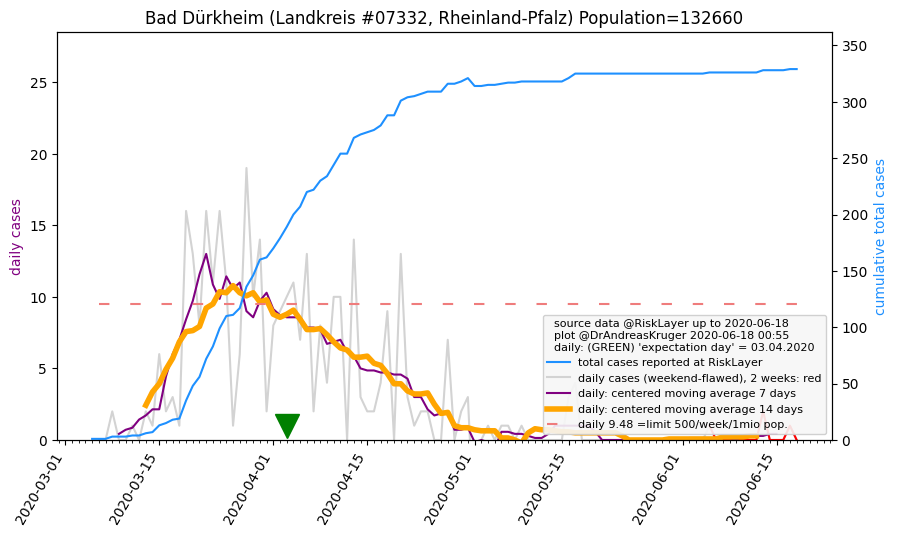 Bad Dürkheim (Landkreis #07332, Rheinland-Pfalz) Population=132660
daily cases
0
5
10
15
20
25
0
50
100
150
200
250
300
350
cumulative total cases
2020-03-01
2020-03-15
2020-04-01
2020-04-15
2020-05-01
2020-05-15
2020-06-01
2020-06-15
source data @RiskLayer up to 2020-06-18
plot @DrAndreasKruger 2020-06-18 00:55
daily: (GREEN) 'expectation day' = 03.04.2020
total cases reported at RiskLayer
daily cases (weekend-flawed), 2 weeks: red
daily: centered moving average 7 days
daily: centered moving average 14 days
daily 9.48 =limit 500/week/1mio pop.